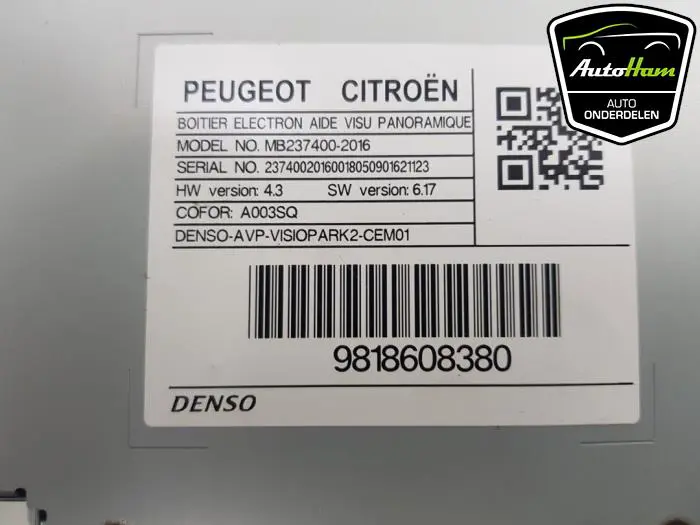 AutoHam
AUTO
ONDERDELEN
PEUGEOT CITROËN
BOITIER ELECTRON AIDE VISU PANORAMIQUE
MODEL NO. MB237400-2016
SERIAL NO. 23740020160018050901621123
HW version: 4.3 SW version: 6.17
COFOR: A003SQ
DENSO-AVP-VISIOPARK2-CEM01
9818608380
DENSO